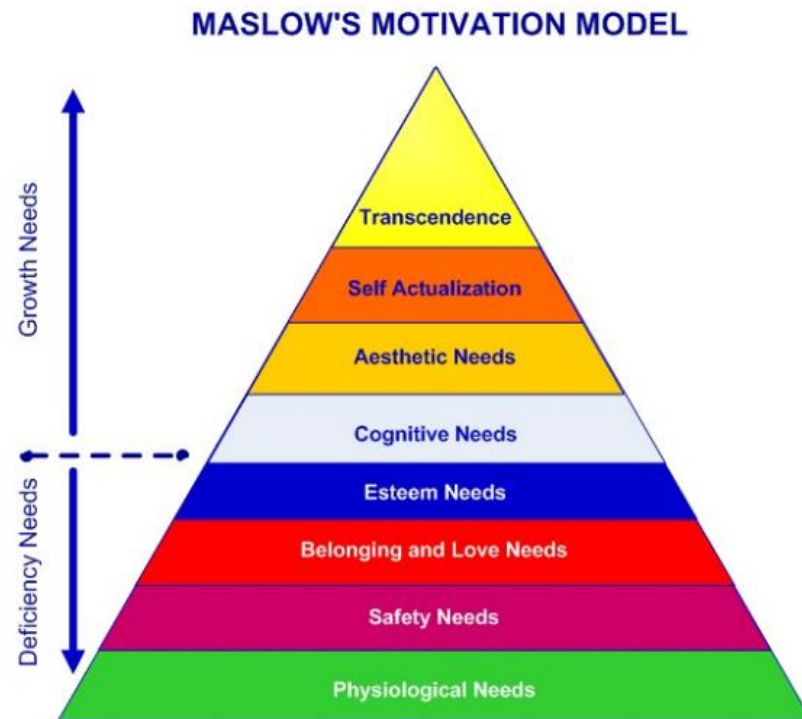 MASLOW'S MOTIVATION MODEL
Growth Needs
Deficiency Needs
Transcendence
Self Actualization
Aesthetic Needs
Cognitive Needs
Esteem Needs
Belonging and Love Needs
Safety Needs
Physiological Needs